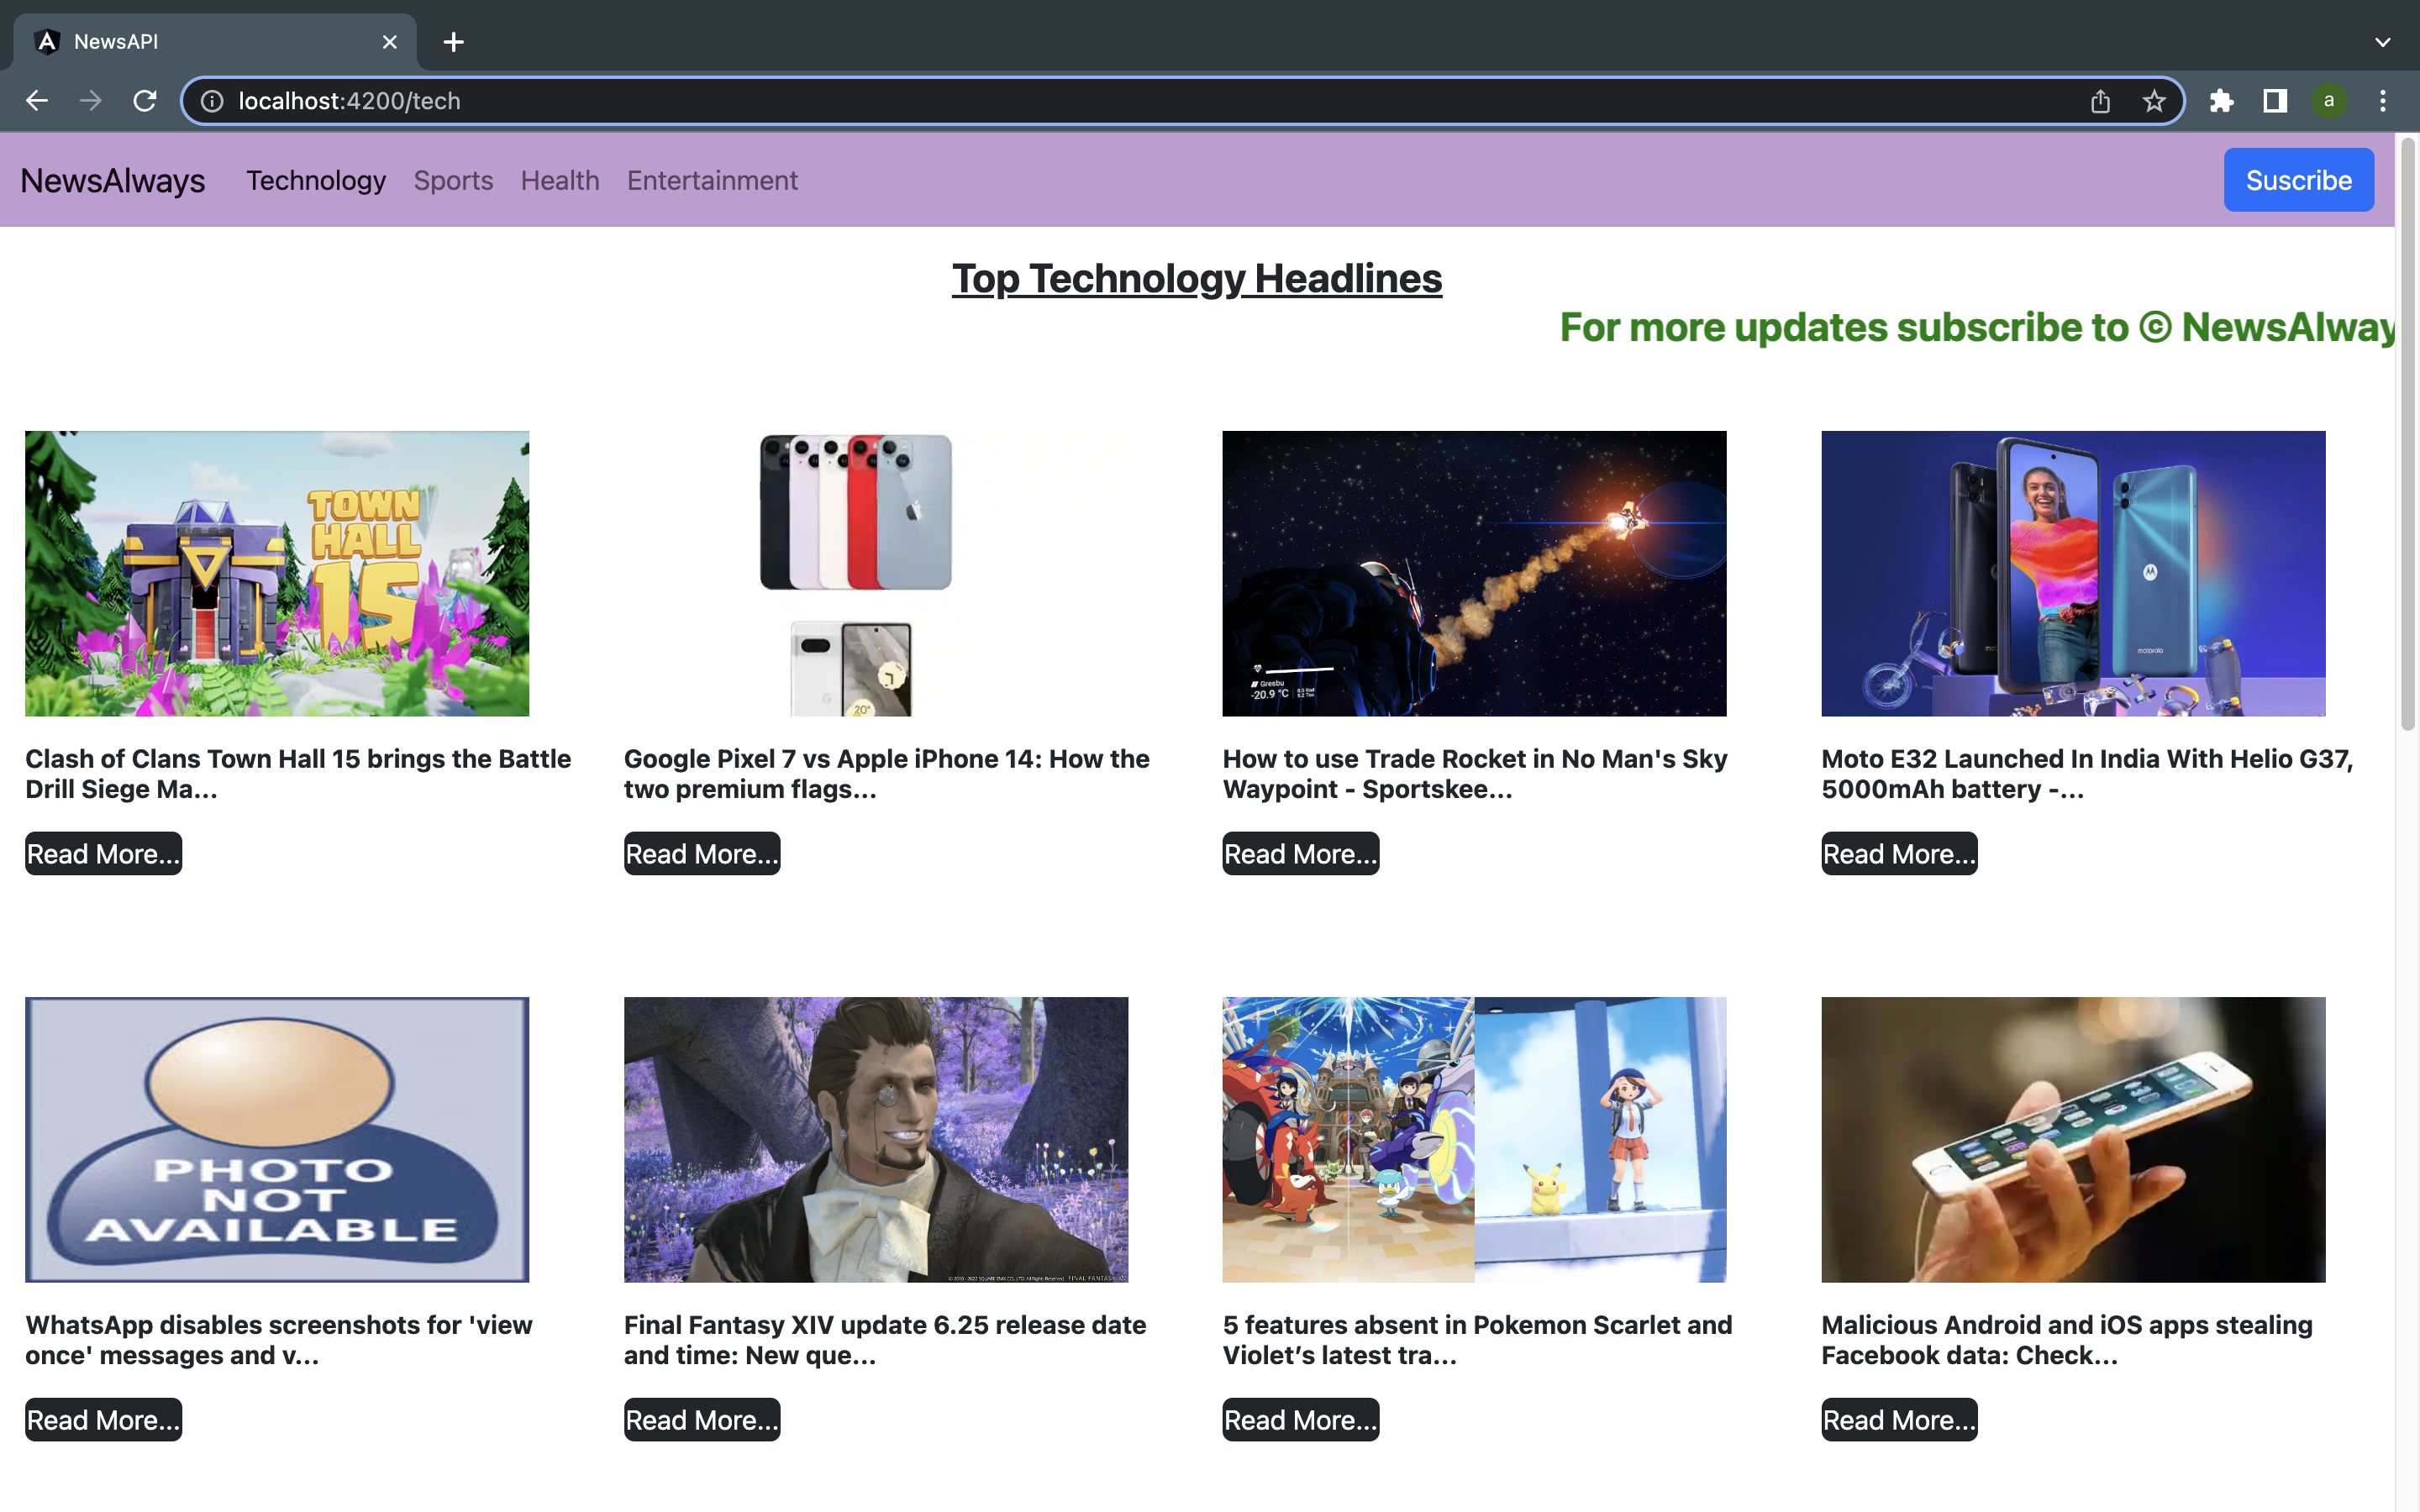 NewsAPI
localhost:4200/tech
a
NewsAlways Technology Sports Health Entertainment Suscribe
Top Technology Headlines
For more updates subscribe to © NewsAlway
TOWN
HALL
15
Gresbu
-20.9 °C
motorola
20°
Clash of Clans Town Hall 15 brings the Battle
Drill Siege Ma...
Read More...
Google Pixel 7 vs Apple iPhone 14: How the
two premium flags...
Read More...
How to use Trade Rocket in No Man's Sky
Waypoint - Sportskee...
Read More...
Moto E32 Launched In India With Helio G37,
5000mAh battery -...
Read More...
PHOTO
NOT
AVAILABLE
WhatsApp disables screenshots for 'view
once' messages and v...
Read More...
Final Fantasy XIV update 6.25 release date
and time: New que...
Read More...
5 features absent in Pokemon Scarlet and
Violet’s latest tra...
Read More...
Malicious Android and iOS apps stealing
Facebook data: Check...
Read More...